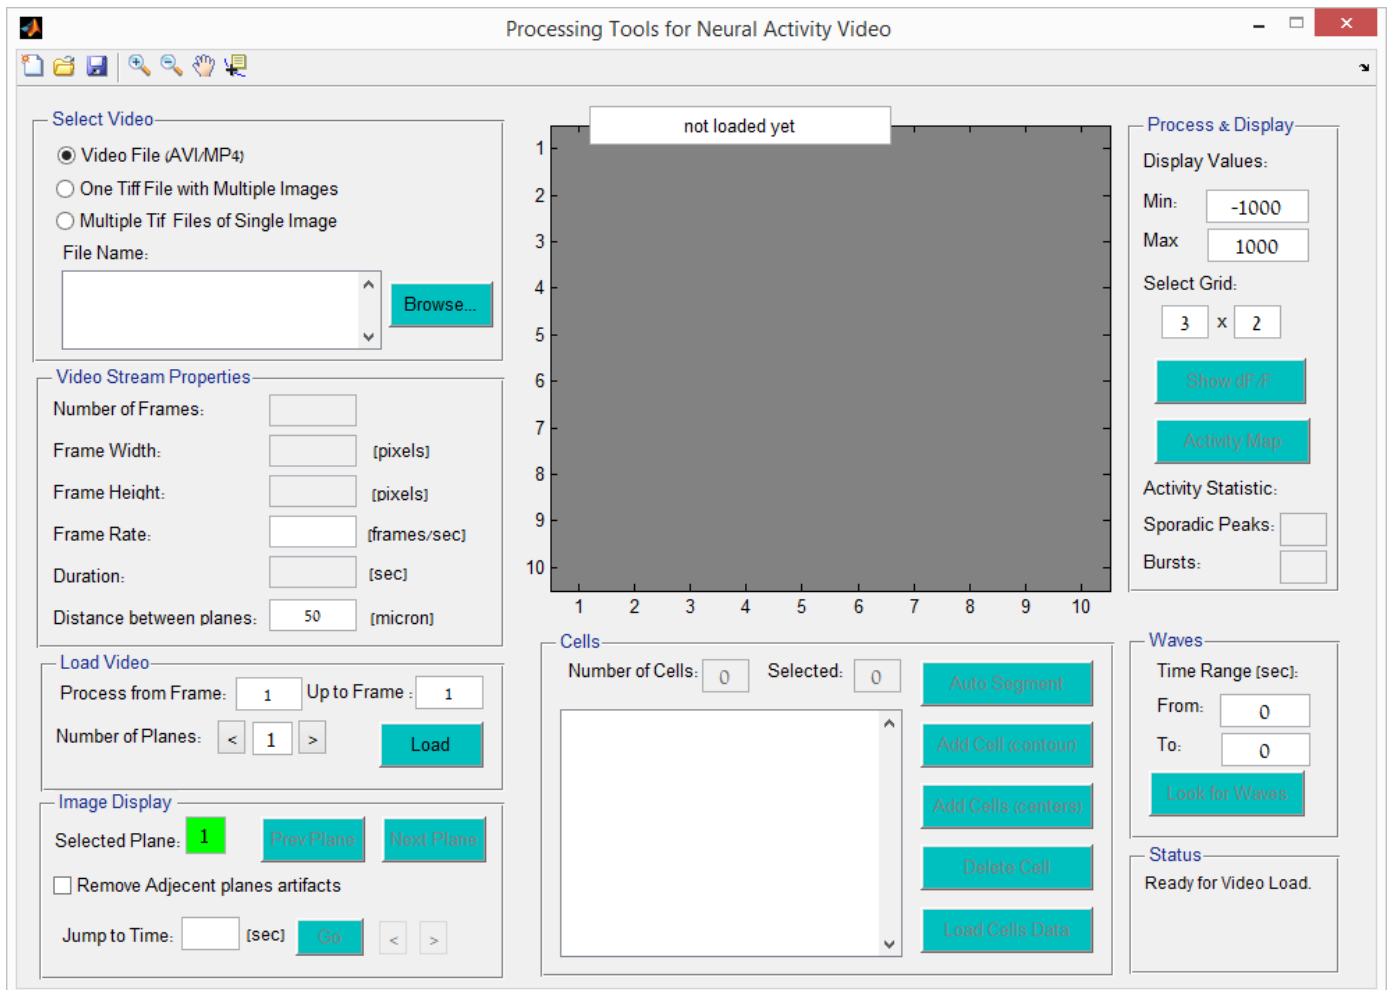 Processing Tools for Neural Activity Video
Select Video
Video File (AVI/MP4)
One Tiff File with Multiple Images
Multiple Tif Files of Single Image
File Name:
Browse...
Video Stream Properties
Number of Frames:
Frame Width: [pixels]
Frame Height: [pixels]
Frame Rate: [frames/sec]
Duration: [sec]
Distance between planes: 50 [micron]
Load Video
Process from Frame: 1 Up to Frame : 1
Number of Planes: < 1 > Load
Image Display
Selected Plane: 1 Prev Plane Next Plane
Remove Adjecent planes artifacts
Jump to Time: [sec] Go < >
not loaded yet
1
2
3
4
5
6
7
8
9
10
1 2 3 4 5 6 7 8 9 10
Cells
Number of Cells: 0 Selected: 0
Auto Segment
Add Cell (contour)
Add Cells (centers)
Delete Cell
Load Cells Data
Process & Display
Display Values:
Min: -1000
Max 1000
Select Grid:
3 x 2
Show dF/F
Activity Map
Activity Statistic:
Sporadic Peaks:
Bursts:
Waves
Time Range [sec]:
From: 0
To: 0
Look for Waves
Status
Ready for Video Load.